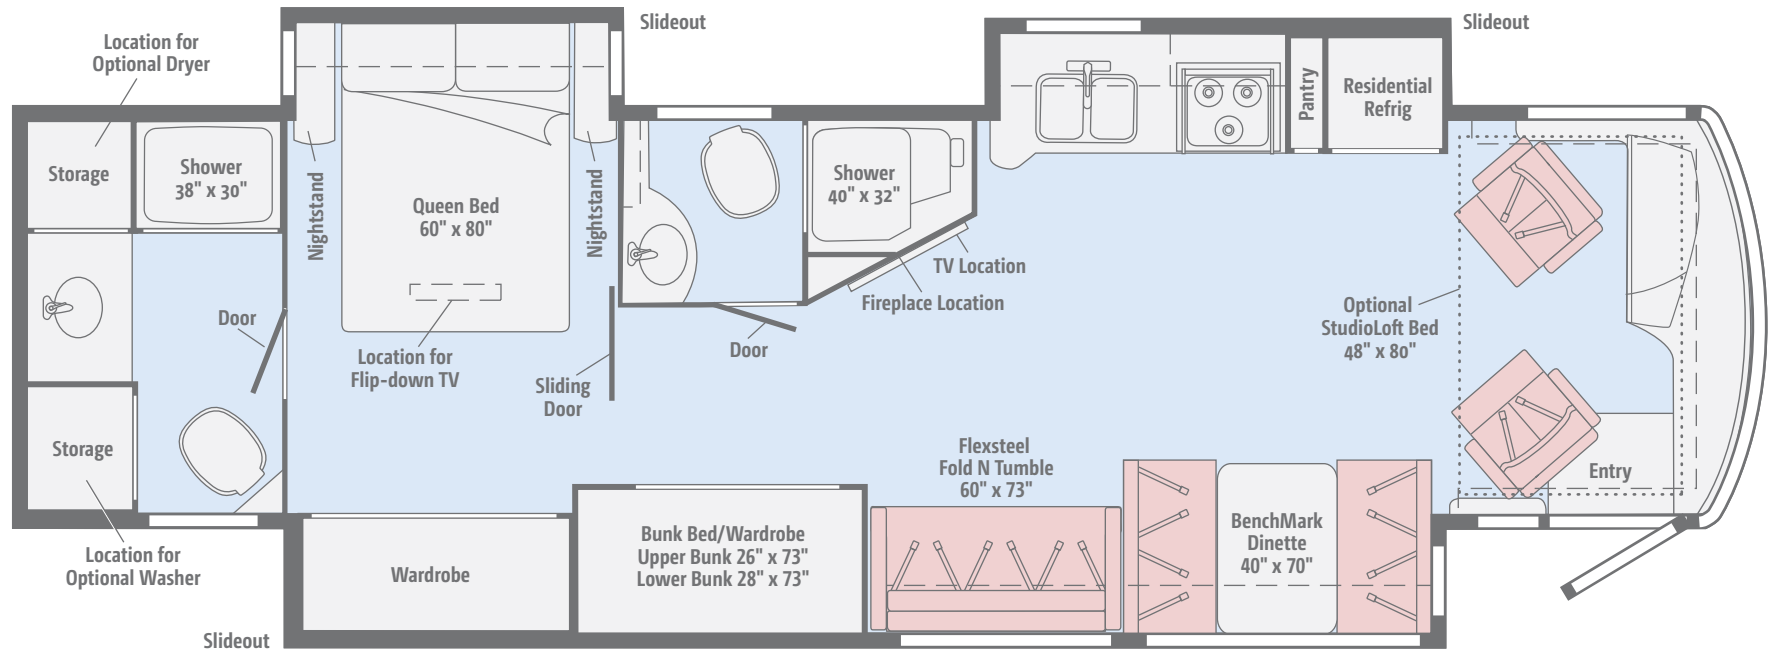 Slideout
Slideout
Location for
Optional Dryer
Storage
Shower
38" x 30"
Nightstand
Queen Bed
60" x 80"
Nightstand
Shower
40" x 32"
Pantry
Residential
Refrig
TV Location
Fireplace Location
Door
Location for
Flip-down TV
Sliding
Door
Door
Optional
StudioLoft Bed
48" x 80"
Storage
Flexsteel
Fold N Tumble
60" x 73"
Entry
Location for
Optional Washer
Wardrobe
Bunk Bed/Wardrobe
Upper Bunk 26" x 73"
Lower Bunk 28" x 73"
BenchMark
Dinette
40" x 70"
Slideout